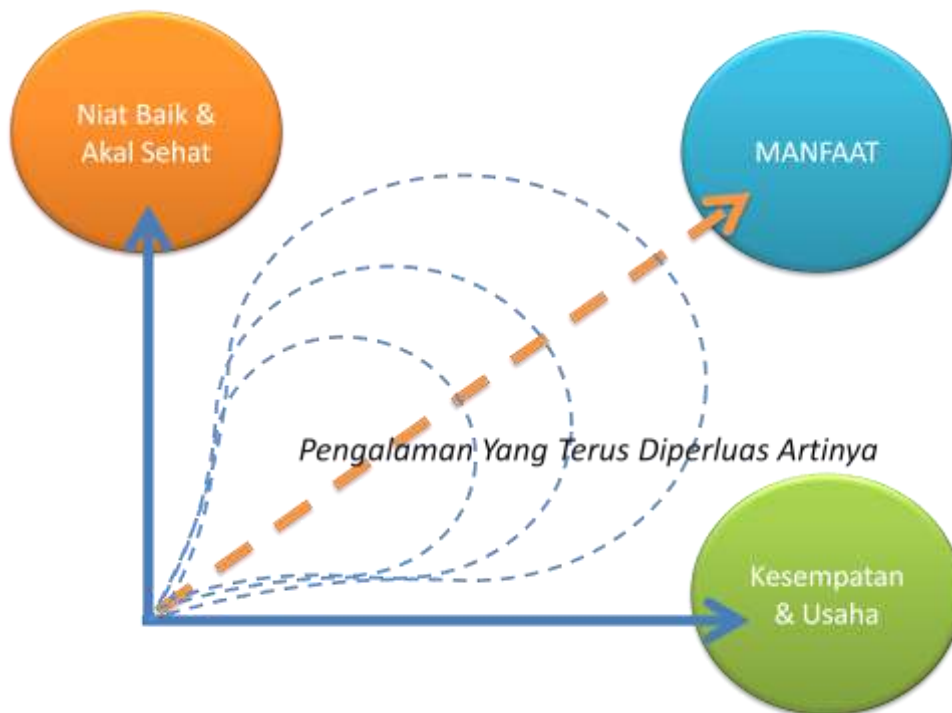 Niat Baik &
Akal Sehat
MANFAAT
Pengalaman Yang Terus Diperluas Artinya
Kesempatan
& Usaha